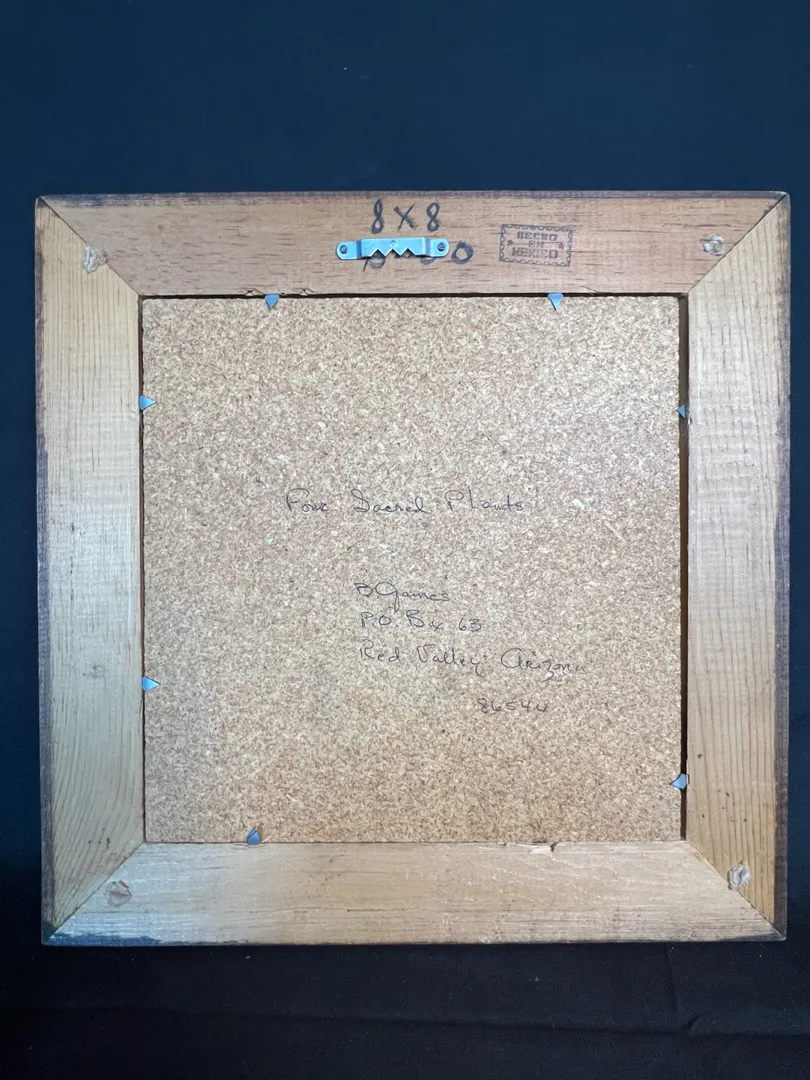 8X8
HECHO
EN
MEXICO
"Four Sacred Plants"
B Games
P.O. Box 63
Red Valley Arizona
86544